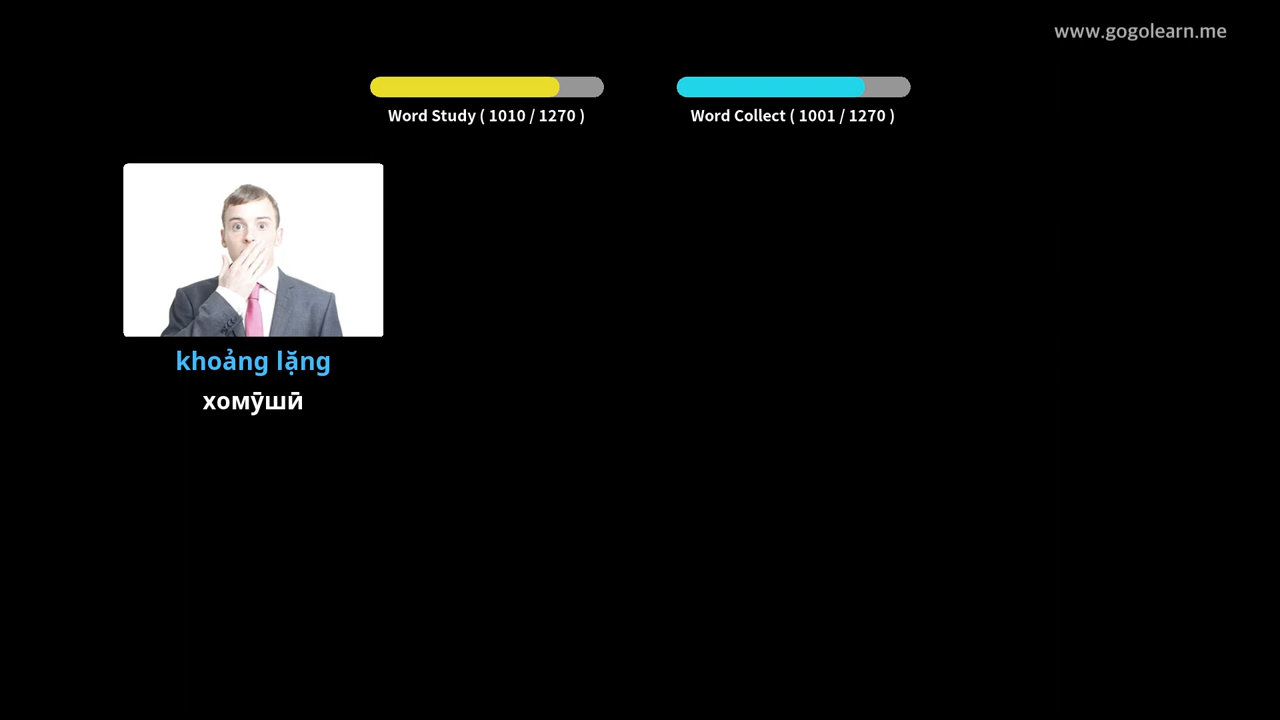 www.gogolearn.me
Word Study ( 1010 / 1270 )
Word Collect ( 1001 / 1270 )
khoảng lặng
хомӯшӣ